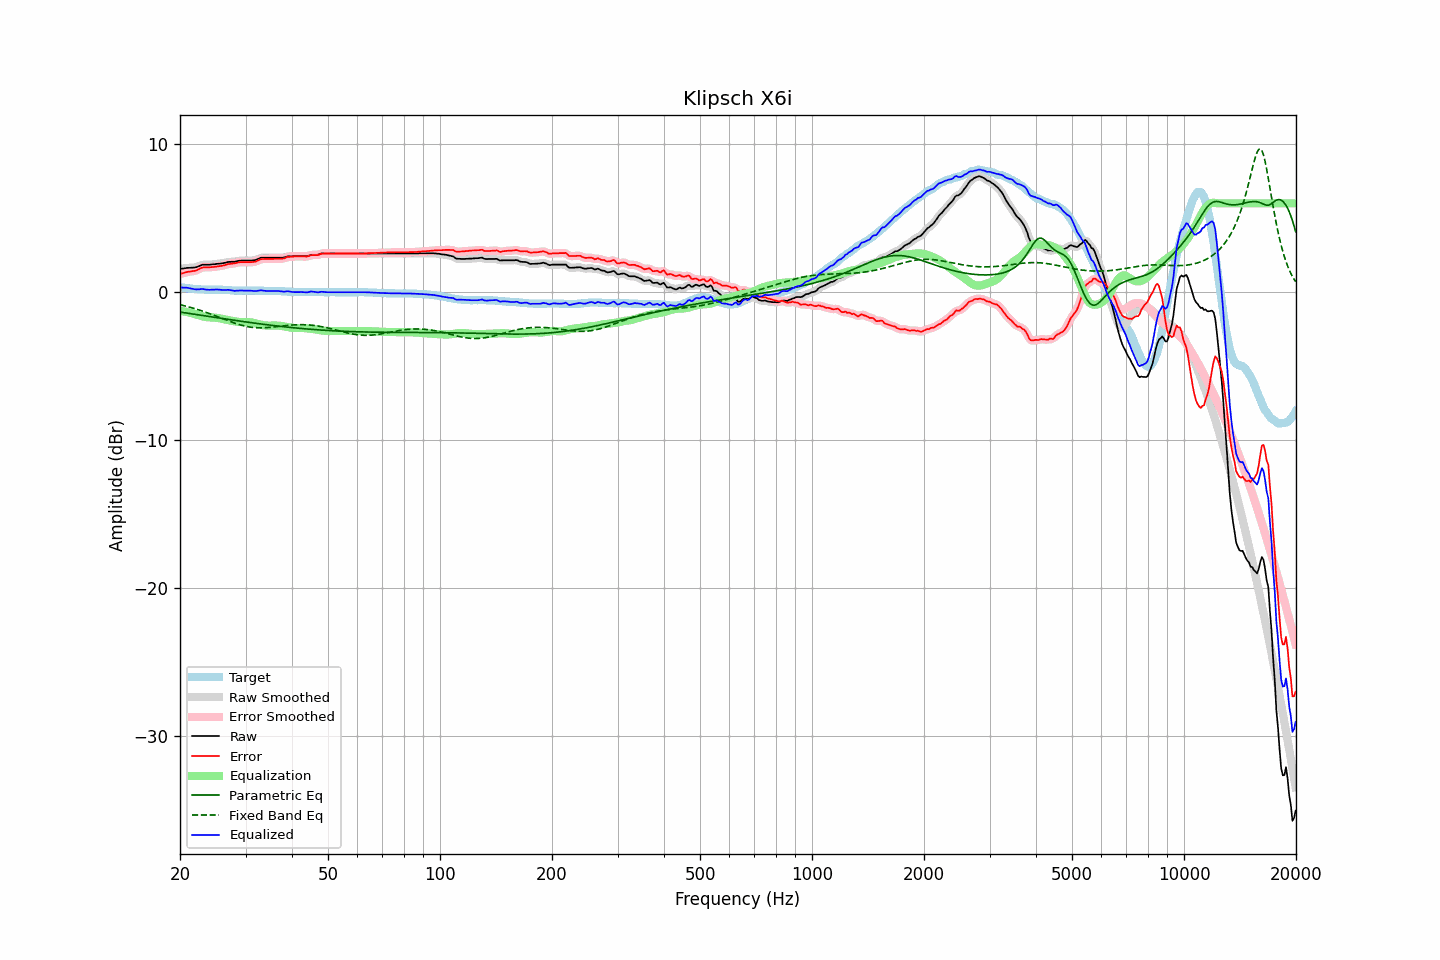 Klipsch X6i
10
0
−10
−20
−30
Amplitude (dBr)
Target
Raw Smoothed
Error Smoothed
Raw
Error
Equalization
Parametric Eq
Fixed Band Eq
Equalized
20 50 100 200 500 1000 2000 5000 10000 20000
Frequency (Hz)